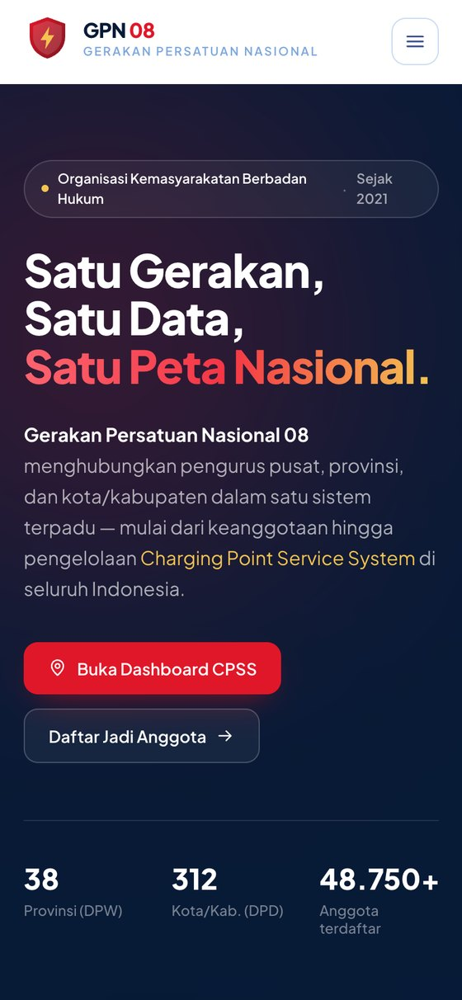 GPN 08
GERAKAN PERSATUAN NASIONAL
Organisasi Kemasyarakatan Berbadan
Hukum
·
Sejak
2021
Satu Gerakan,
Satu Data,
Satu Peta Nasional.
Gerakan Persatuan Nasional 08
menghubungkan pengurus pusat, provinsi,
dan kota/kabupaten dalam satu sistem
terpadu — mulai dari keanggotaan hingga
pengelolaan Charging Point Service System di
seluruh Indonesia.
Buka Dashboard CPSS
Daftar Jadi Anggota →
38
Provinsi (DPW)
312
Kota/Kab. (DPD)
48.750+
Anggota
terdaftar